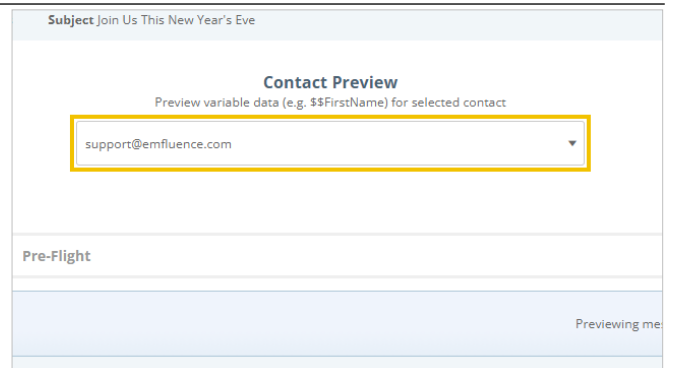 Subject Join Us This New Year's Eve
Contact Preview
Preview variable data (e.g. $$FirstName) for selected contact
support@emfluence.com
Pre-Flight
Previewing